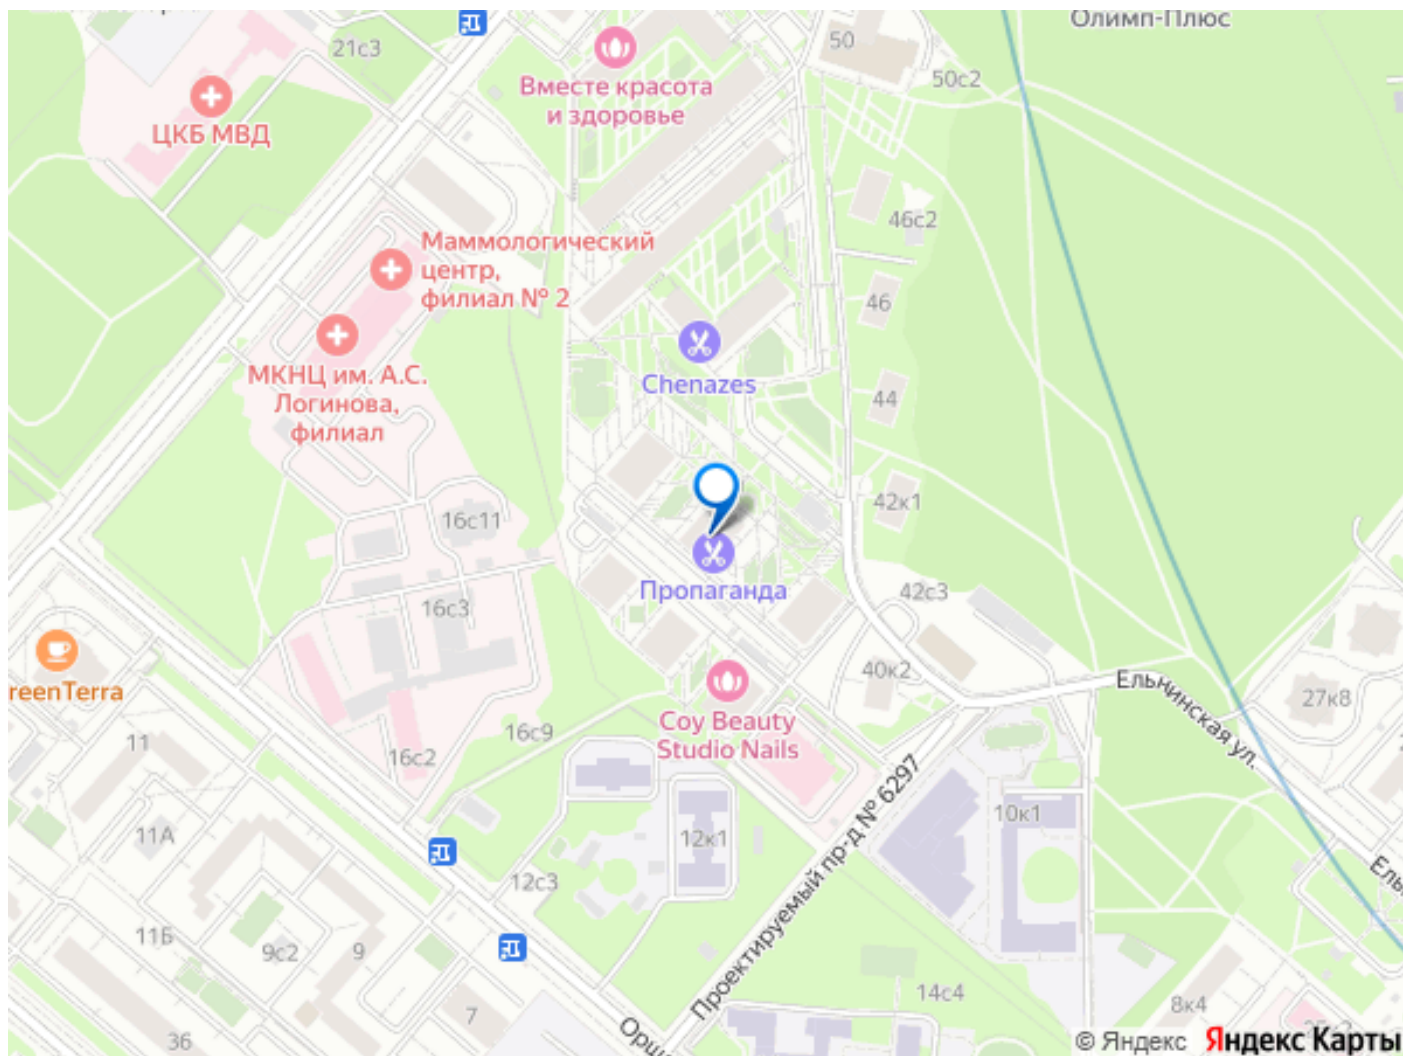 Олимп-Плюс
21с3
50
50с2
Вместе красота
и здоровье
ЦКБ МВД
46с2
Маммологический
центр,
филиал № 2
46
МКНЦ им. А.С.
Логинова,
филиал
Chenazes
44
42к1
16с11
Пропаганда
42с3
16с3
40к2
reenTerra
Ельнинская ул.
27к8
Coy Beauty
Studio Nails
11
16с9
16с2
Проектируемый пр-д № 6297
10к1
11А
12к1
12с3
Ель
11Б
9с2
9
14с4
8к4
7
36
Орша
© Яндекс
Яндекс Карты